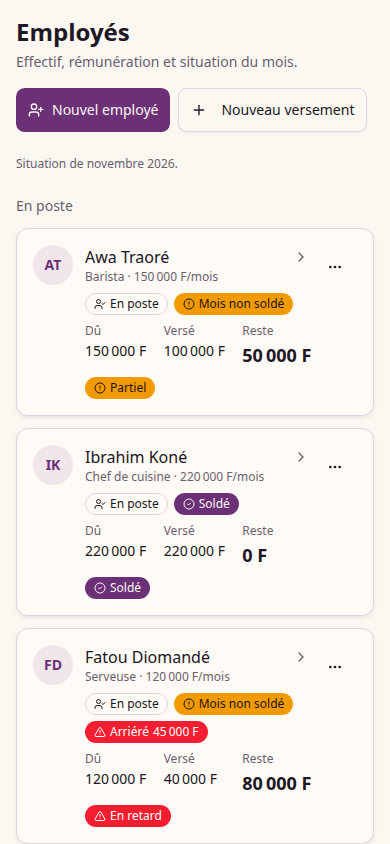 Employés
Effectif, rémunération et situation du mois.
Nouvel employé
Nouveau versement
Situation de novembre 2026.
En poste
AT
Awa Traoré
Barista · 150 000 F/mois
En poste
Mois non soldé
Dû Versé Reste
150 000 F 100 000 F 50 000 F
Partiel
IK
Ibrahim Koné
Chef de cuisine · 220 000 F/mois
En poste
Soldé
Dû Versé Reste
220 000 F 220 000 F 0 F
Soldé
FD
Fatou Diomandé
Serveuse · 120 000 F/mois
En poste
Mois non soldé
Arriéré 45 000 F
Dû Versé Reste
120 000 F 40 000 F 80 000 F
En retard